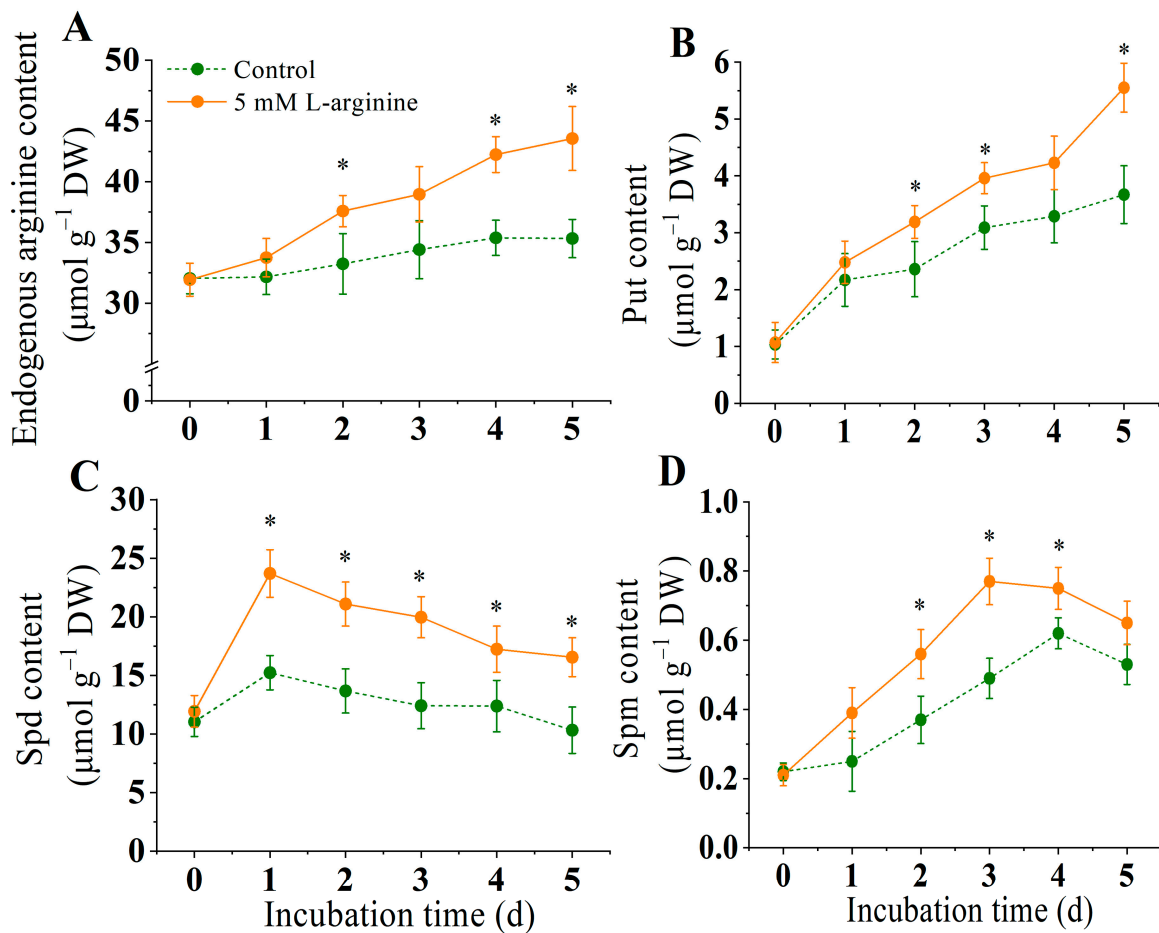 A
Endogenous arginine content
(μmol g⁻¹ DW)
50
45
40
35
30
0
Control
5 mM L-arginine
*
*
*
0 1 2 3 4 5
B
Put content
(μmol g⁻¹ DW)
6
5
4
3
2
1
0
*
*
*
0 1 2 3 4 5
C
Spd content
(μmol g⁻¹ DW)
30
25
20
15
10
5
0
*
*
*
*
*
0 1 2 3 4 5
Incubation time (d)
D
Spm content
(μmol g⁻¹ DW)
1.0
0.8
0.6
0.4
0.2
0.0
*
*
*
0 1 2 3 4 5
Incubation time (d)